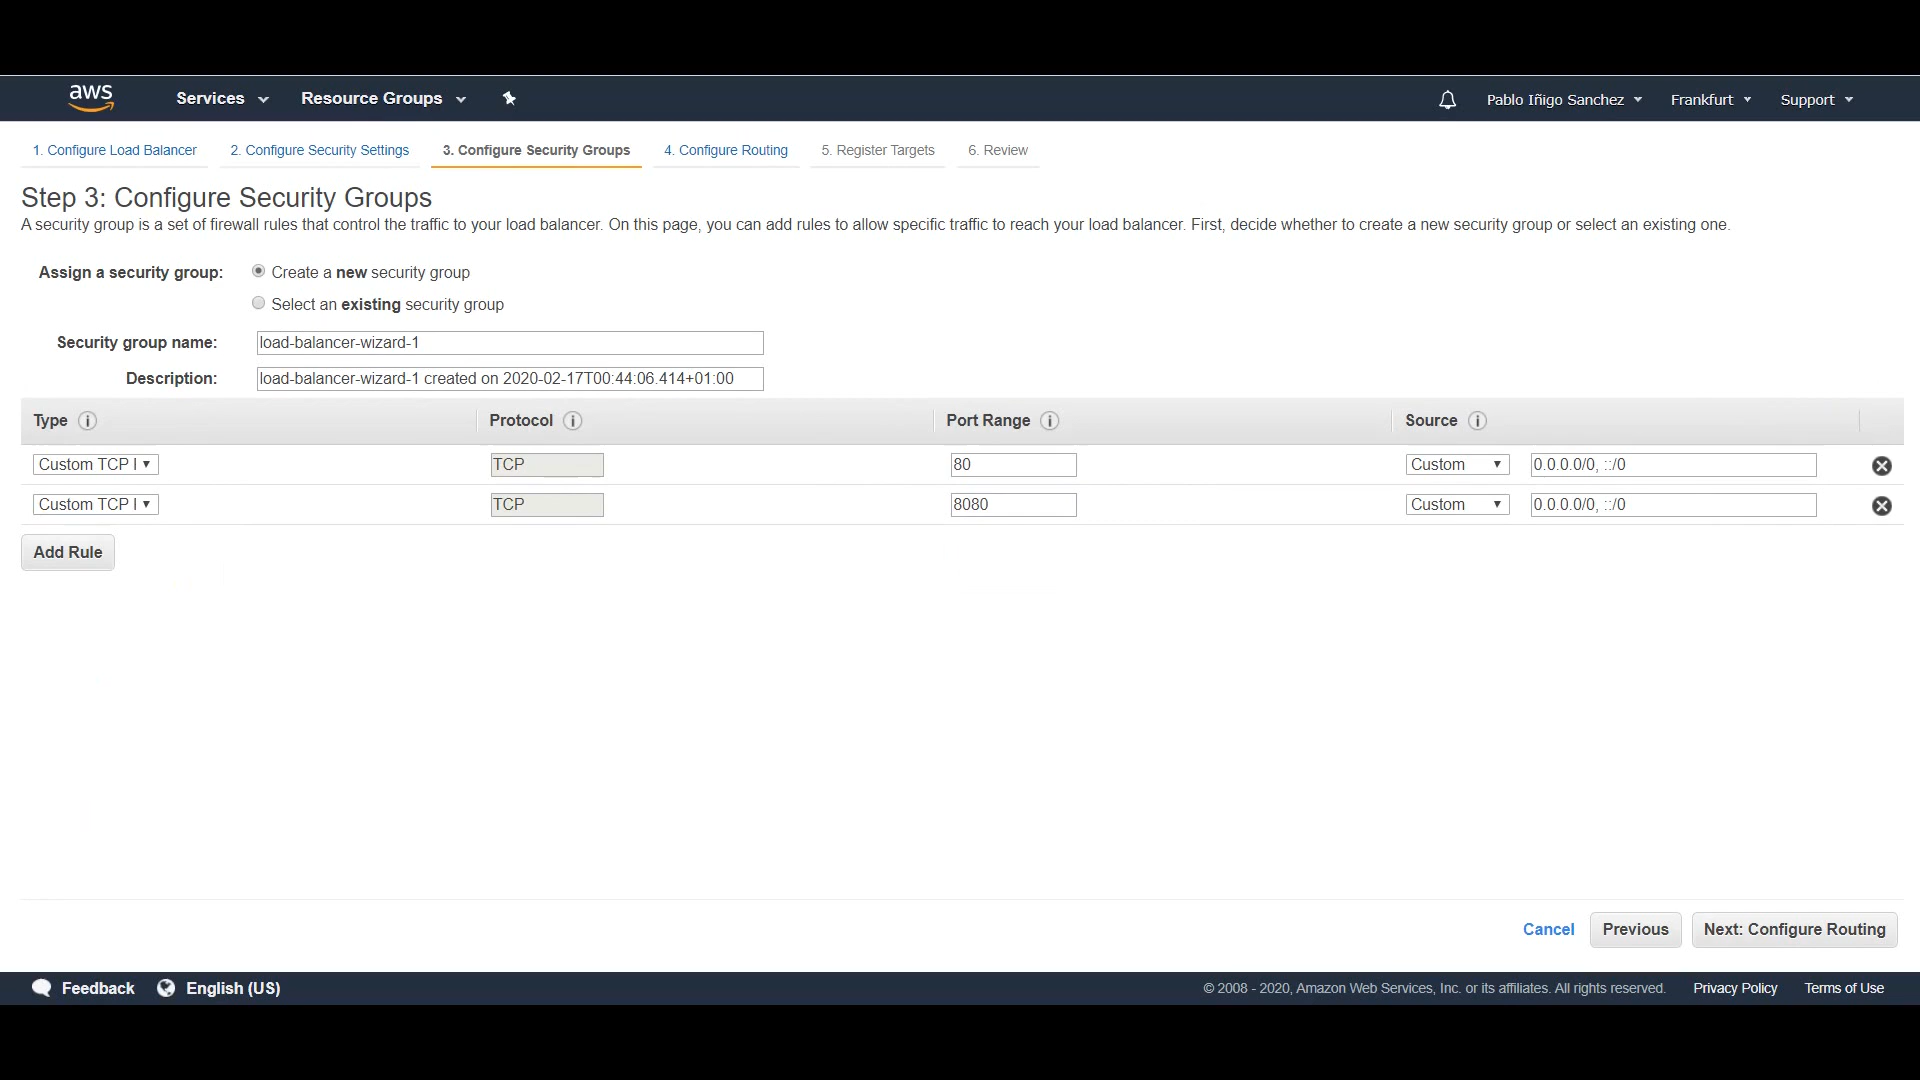 aws Services Resource Groups Pablo Iñigo Sanchez Frankfurt Support
1. Configure Load Balancer 2. Configure Security Settings 3. Configure Security Groups 4. Configure Routing 5. Register Targets 6. Review
Step 3: Configure Security Groups
A security group is a set of firewall rules that control the traffic to your load balancer. On this page, you can add rules to allow specific traffic to reach your load balancer. First, decide whether to create a new security group or select an existing one.
Assign a security group: Create a new security group
Select an existing security group
Security group name: load-balancer-wizard-1
Description: load-balancer-wizard-1 created on 2020-02-17T00:44:06.414+01:00
Type i Protocol i Port Range i Source i
Custom TCP I TCP 80 Custom 0.0.0.0/0, ::/0
Custom TCP I TCP 8080 Custom 0.0.0.0/0, ::/0
Add Rule
Cancel Previous Next: Configure Routing
Feedback English (US) © 2008 - 2020, Amazon Web Services, Inc. or its affiliates. All rights reserved. Privacy Policy Terms of Use